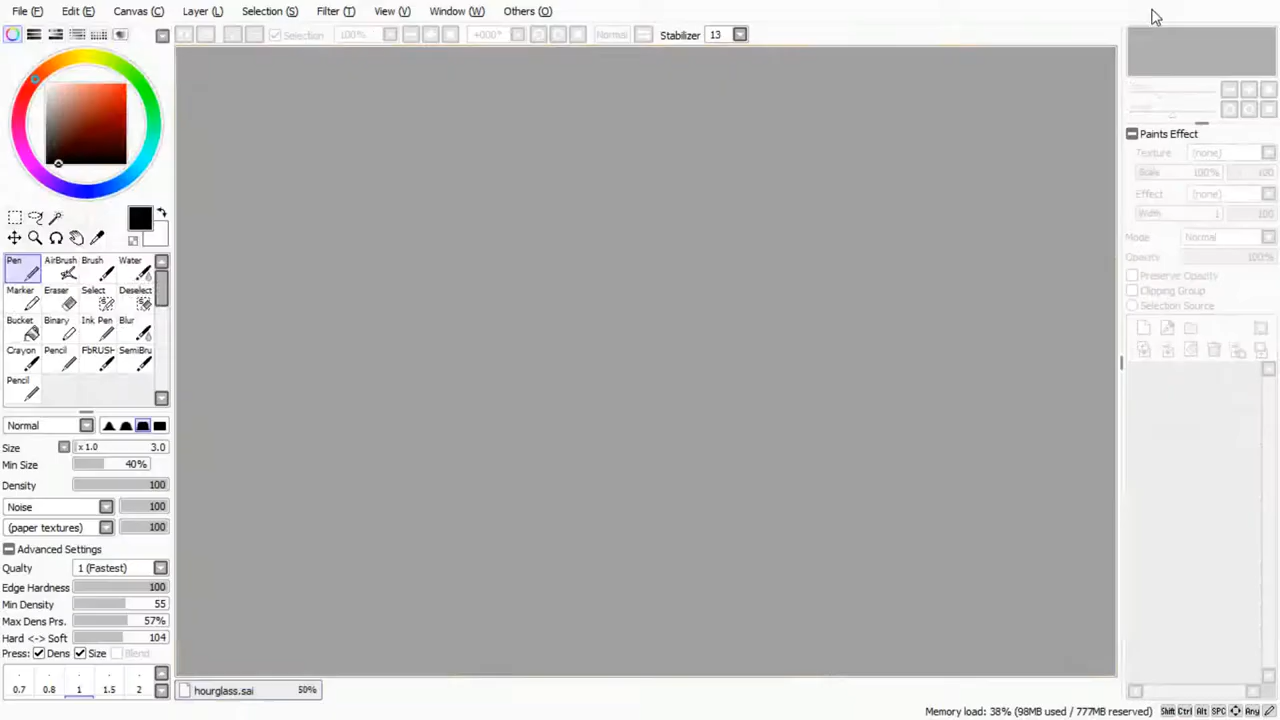 File (F) Edit (E) Canvas (C) Layer (L) Selection (S) Filter (T) View (V) Window (W) Others (O)
Selection 100% +000° Normal Stabilizer 13
Paints Effect
Texture (none)
Scale 100% 100
Effect (none)
Width 1 100
Mode Normal
Opacity 100%
Preserve Opacity
Clipping Group
Selection Source
Pen AirBrush Brush Water
Marker Eraser Select Deselect
Bucket Binary Ink Pen Blur
Crayon Pencil FbRUSH SemiBru
Pencil
Normal
Size x 1.0 3.0
Min Size 40%
Density 100
Noise 100
(paper textures) 100
Advanced Settings
Qualty 1 (Fastest)
Edge Hardness 100
Min Density 55
Max Dens Prs. 57%
Hard <-> Soft 104
Press: Dens Size Blend
0.7 0.8 1 1.5 2
hourglass.sai 50%
Memory load: 38% (98MB used / 777MB reserved) Shift Ctrl Alt SPC Any